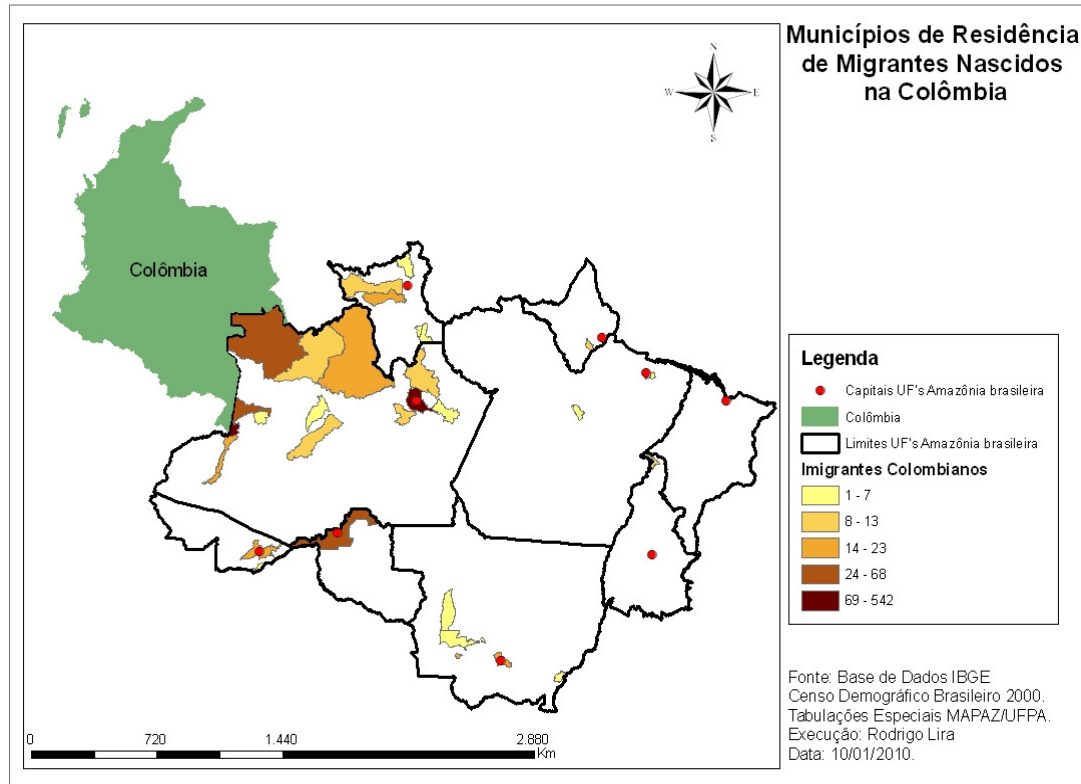 Municípios de Residência
de Migrantes Nascidos
na Colômbia
N
W
E
S
Colômbia
Legenda
Capitais UF's Amazônia brasileira
Colômbia
Limites UF's Amazônia brasileira
Imigrantes Colombianos
1 - 7
8 - 13
14 - 23
24 - 68
69 - 542
0 720 1.440 2.880
Km
Fonte: Base de Dados IBGE
Censo Demográfico Brasileiro 2000.
Tabulações Especiais MAPAZ/UFPA.
Execução: Rodrigo Lira
Data: 10/01/2010.